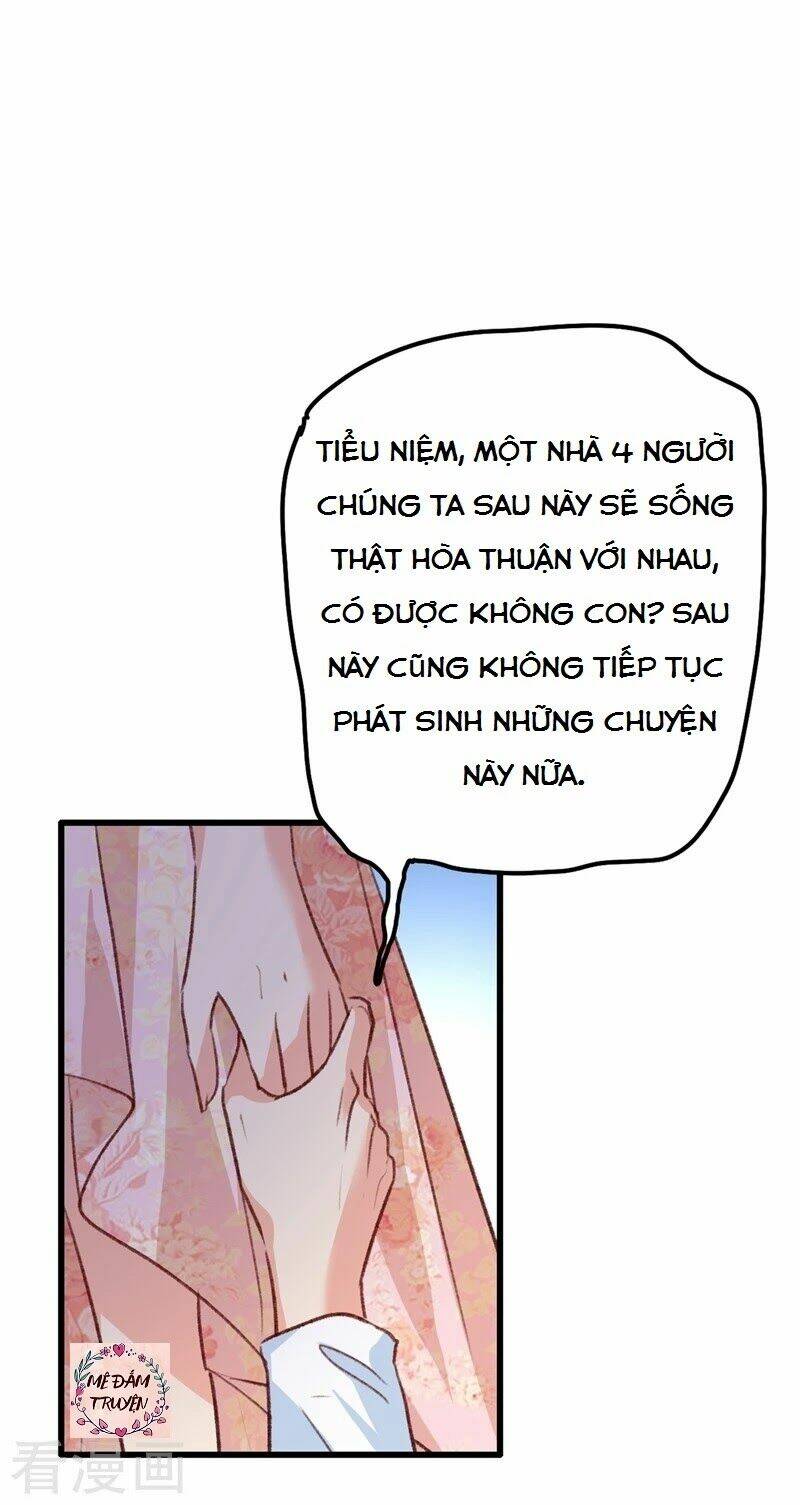 TIỂU NIỆM, MỘT NHÀ 4 NGƯỜI
CHÚNG TA SAU NÀY SẼ SỐNG
THẬT HÒA THUẬN VỚI NHAU,
CÓ ĐƯỢC KHÔNG CON? SAU
NÀY CŨNG KHÔNG TIẾP TỤC
PHÁT SINH NHỮNG CHUYỆN
NÀY NỮA.
MÊ ĐẮM
TRUYỆN
看漫画